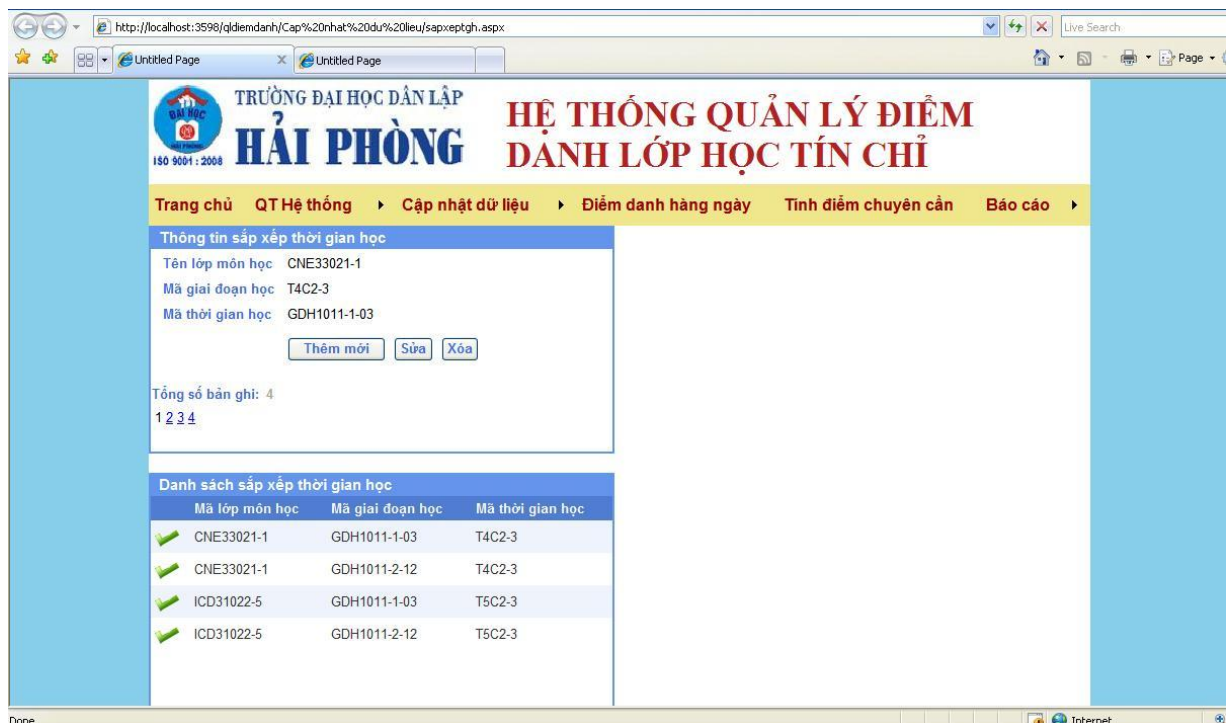 http://localhost:3598/qldiemdanh/Cap%20nhat%20du%20lieu/sapxeptgh.aspx
Live Search
Untitled Page
Untitled Page
Page
ĐẠI HỌC
HẢI PHÒNG
ISO 9001 : 2008
TRƯỜNG ĐẠI HỌC DÂN LẬP
HẢI PHÒNG
HỆ THỐNG QUẢN LÝ ĐIỂM
DANH LỚP HỌC TÍN CHỈ
Trang chủ QT Hệ thống Cập nhật dữ liệu Điểm danh hàng ngày Tính điểm chuyên cần Báo cáo
Thông tin sắp xếp thời gian học
Tên lớp môn học CNE33021-1
Mã giai đoạn học T4C2-3
Mã thời gian học GDH1011-1-03
Thêm mới Sửa Xóa
Tổng số bản ghi: 4
1 2 3 4
Danh sách sắp xếp thời gian học
Mã lớp môn học Mã giai đoạn học Mã thời gian học
CNE33021-1 GDH1011-1-03 T4C2-3
CNE33021-1 GDH1011-2-12 T4C2-3
ICD31022-5 GDH1011-1-03 T5C2-3
ICD31022-5 GDH1011-2-12 T5C2-3
Done
Internet